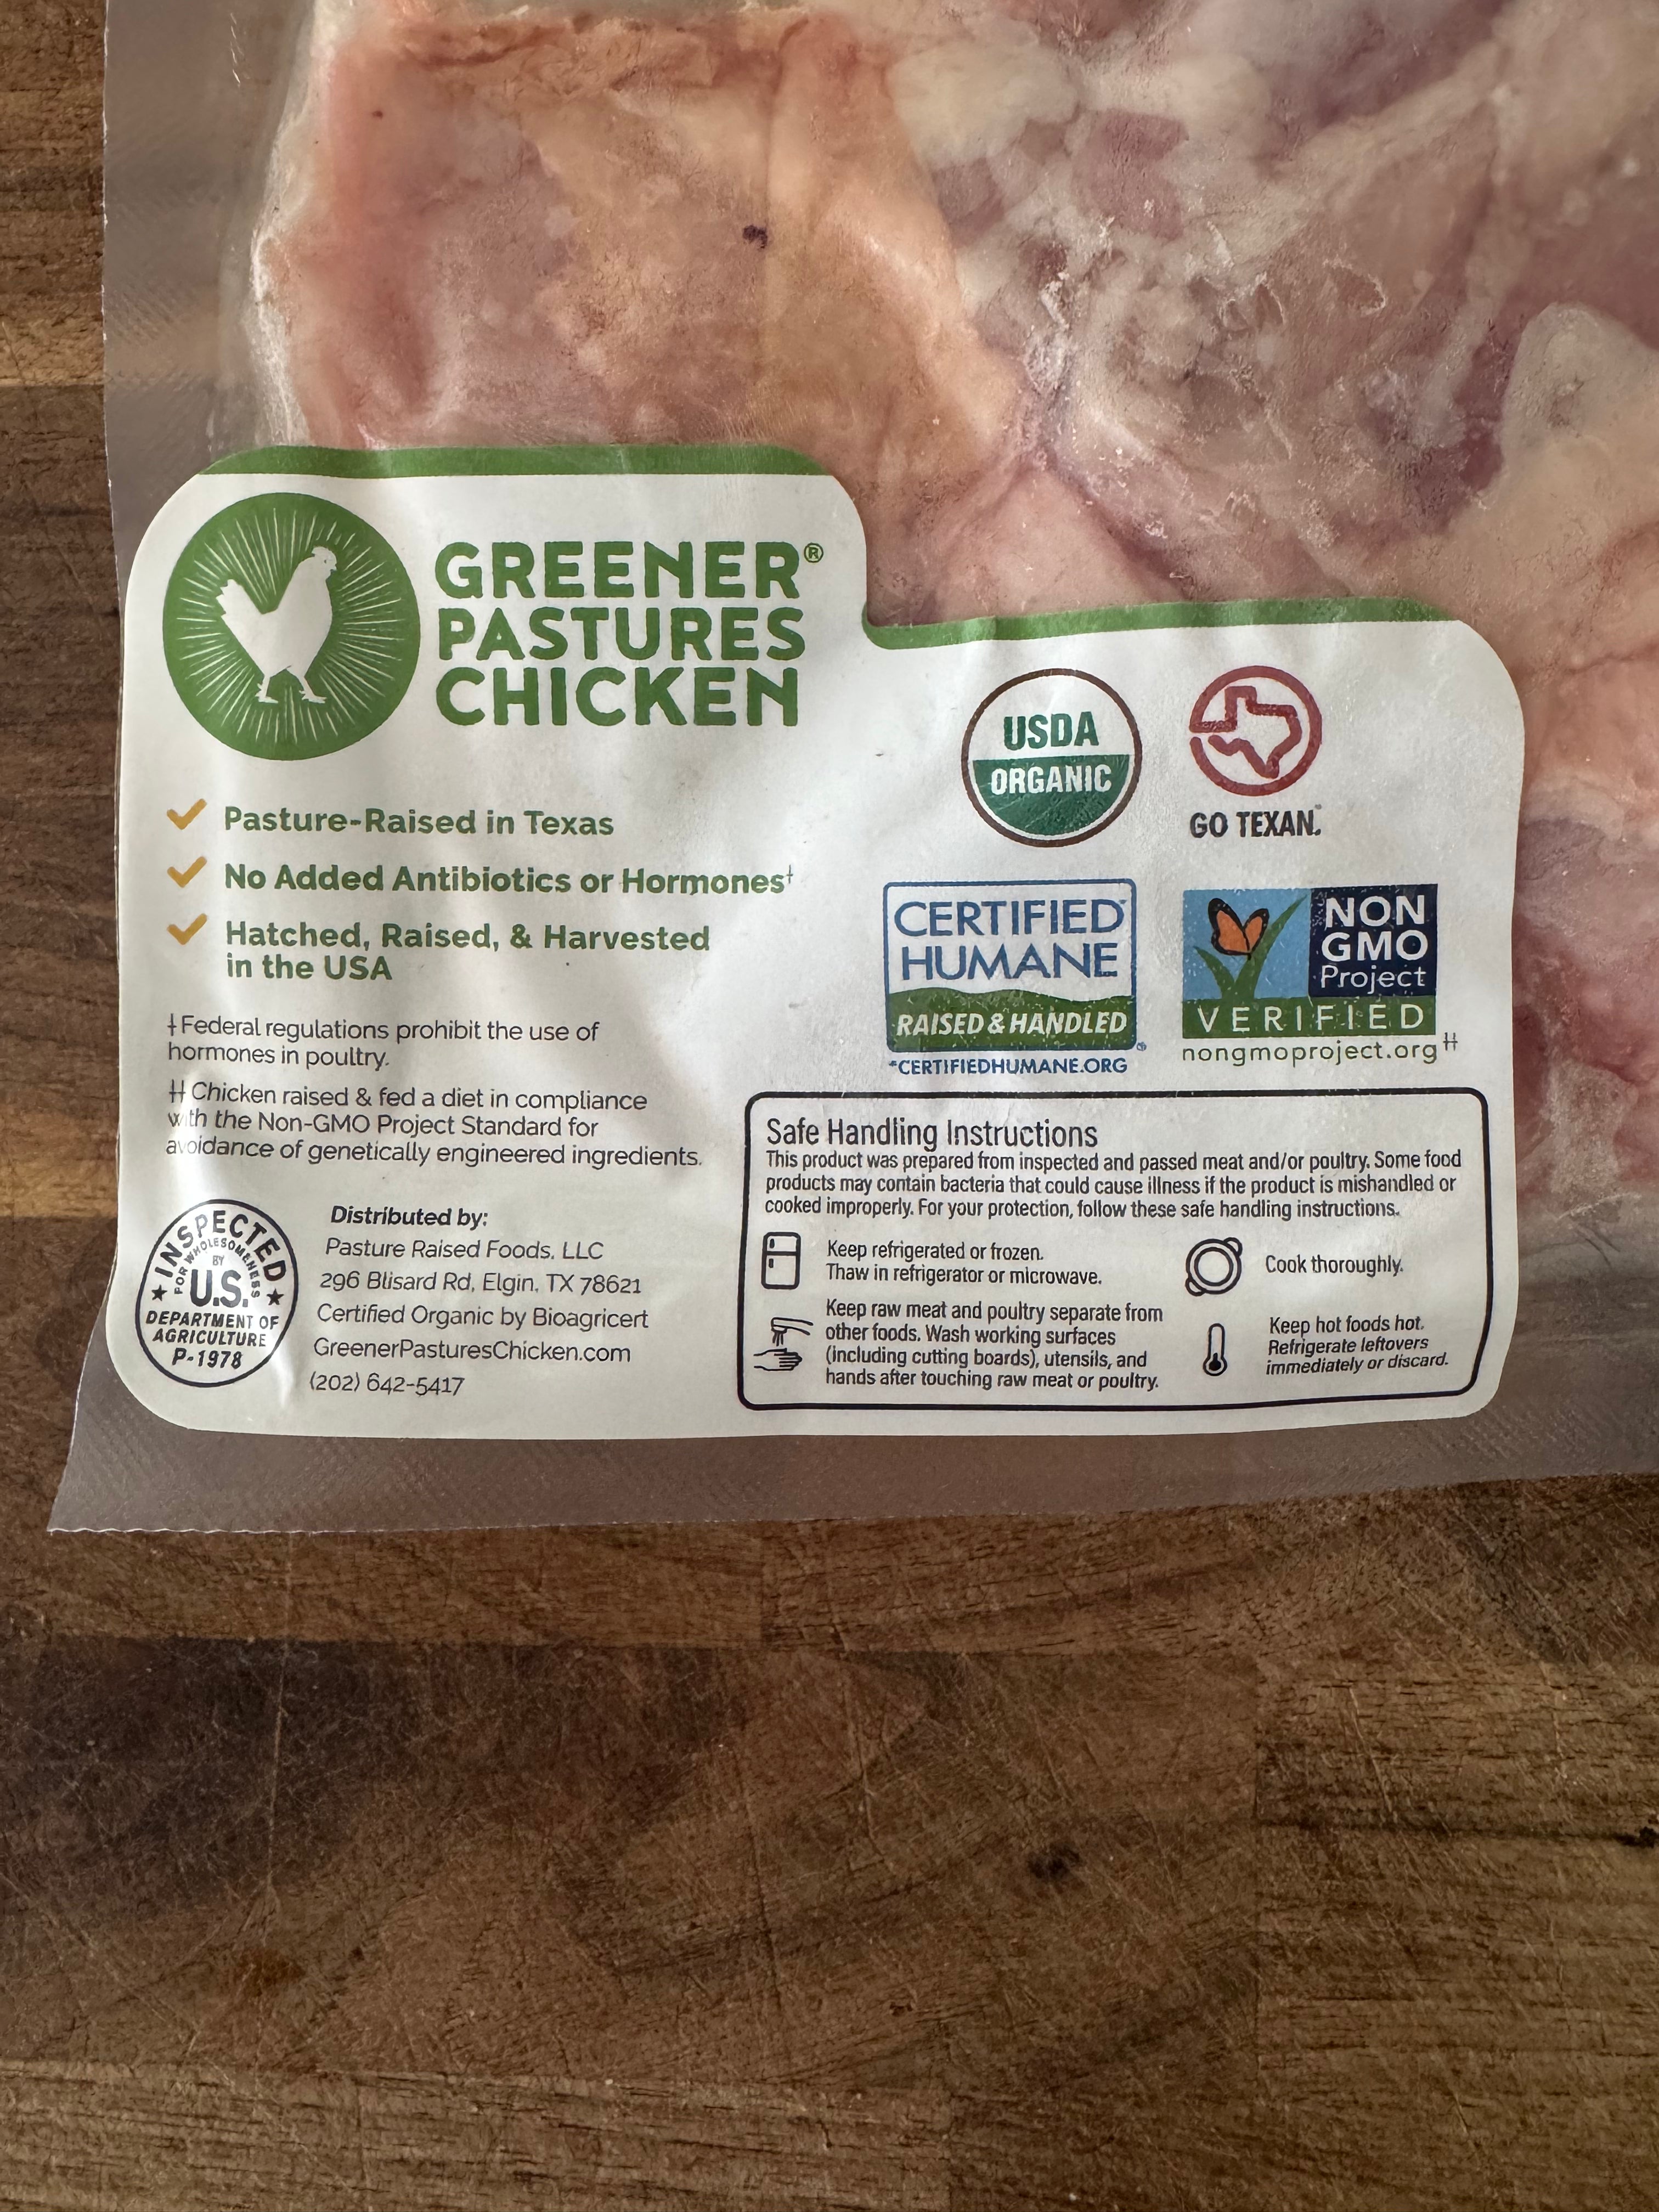 GREENER®
PASTURES
CHICKEN
Pasture-Raised in Texas
No Added Antibiotics or Hormones†
Hatched, Raised, & Harvested
in the USA
† Federal regulations prohibit the use of
hormones in poultry.
†† Chicken raised & fed a diet in compliance
with the Non-GMO Project Standard for
avoidance of genetically engineered ingredients.
INSPECTED
FOR WHOLESOMENESS
BY
U.S.
DEPARTMENT OF
AGRICULTURE
P-1978
Distributed by:
Pasture Raised Foods, LLC
296 Blisard Rd, Elgin, TX 78621
Certified Organic by Bioagricert
GreenerPasturesChicken.com
(202) 642-5417
USDA
ORGANIC
GO TEXAN.
CERTIFIED
HUMANE
RAISED & HANDLED
*CERTIFIEDHUMANE.ORG
NON
GMO
Project
VERIFIED
nongmoproject.org††
Safe Handling Instructions
This product was prepared from inspected and passed meat and/or poultry. Some food
products may contain bacteria that could cause illness if the product is mishandled or
cooked improperly. For your protection, follow these safe handling instructions.
Keep refrigerated or frozen.
Thaw in refrigerator or microwave.
Keep raw meat and poultry separate from
other foods. Wash working surfaces
(including cutting boards), utensils, and
hands after touching raw meat or poultry.
Cook thoroughly.
Keep hot foods hot.
Refrigerate leftovers
immediately or discard.